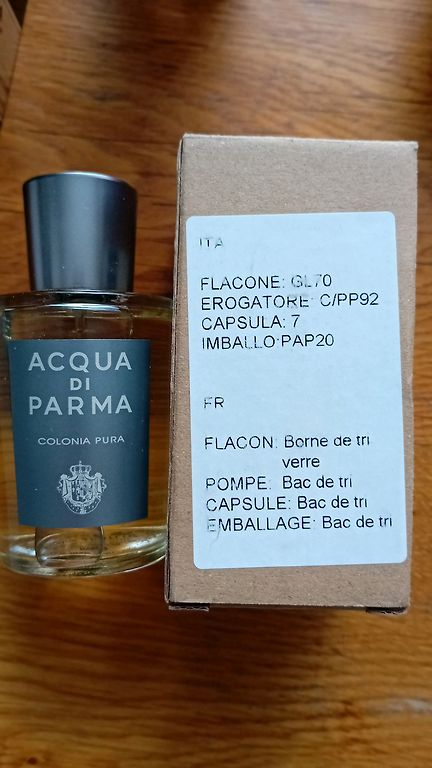 ACQUA
DI
PARMA
COLONIA PURA
ITA
FLACONE: GL70
EROGATORE: C/PP92
CAPSULA: 7
IMBALLO:PAP20
FR
FLACON: Borne de tri
verre
POMPE: Bac de tri
CAPSULE: Bac de tri
EMBALLAGE: Bac de tri